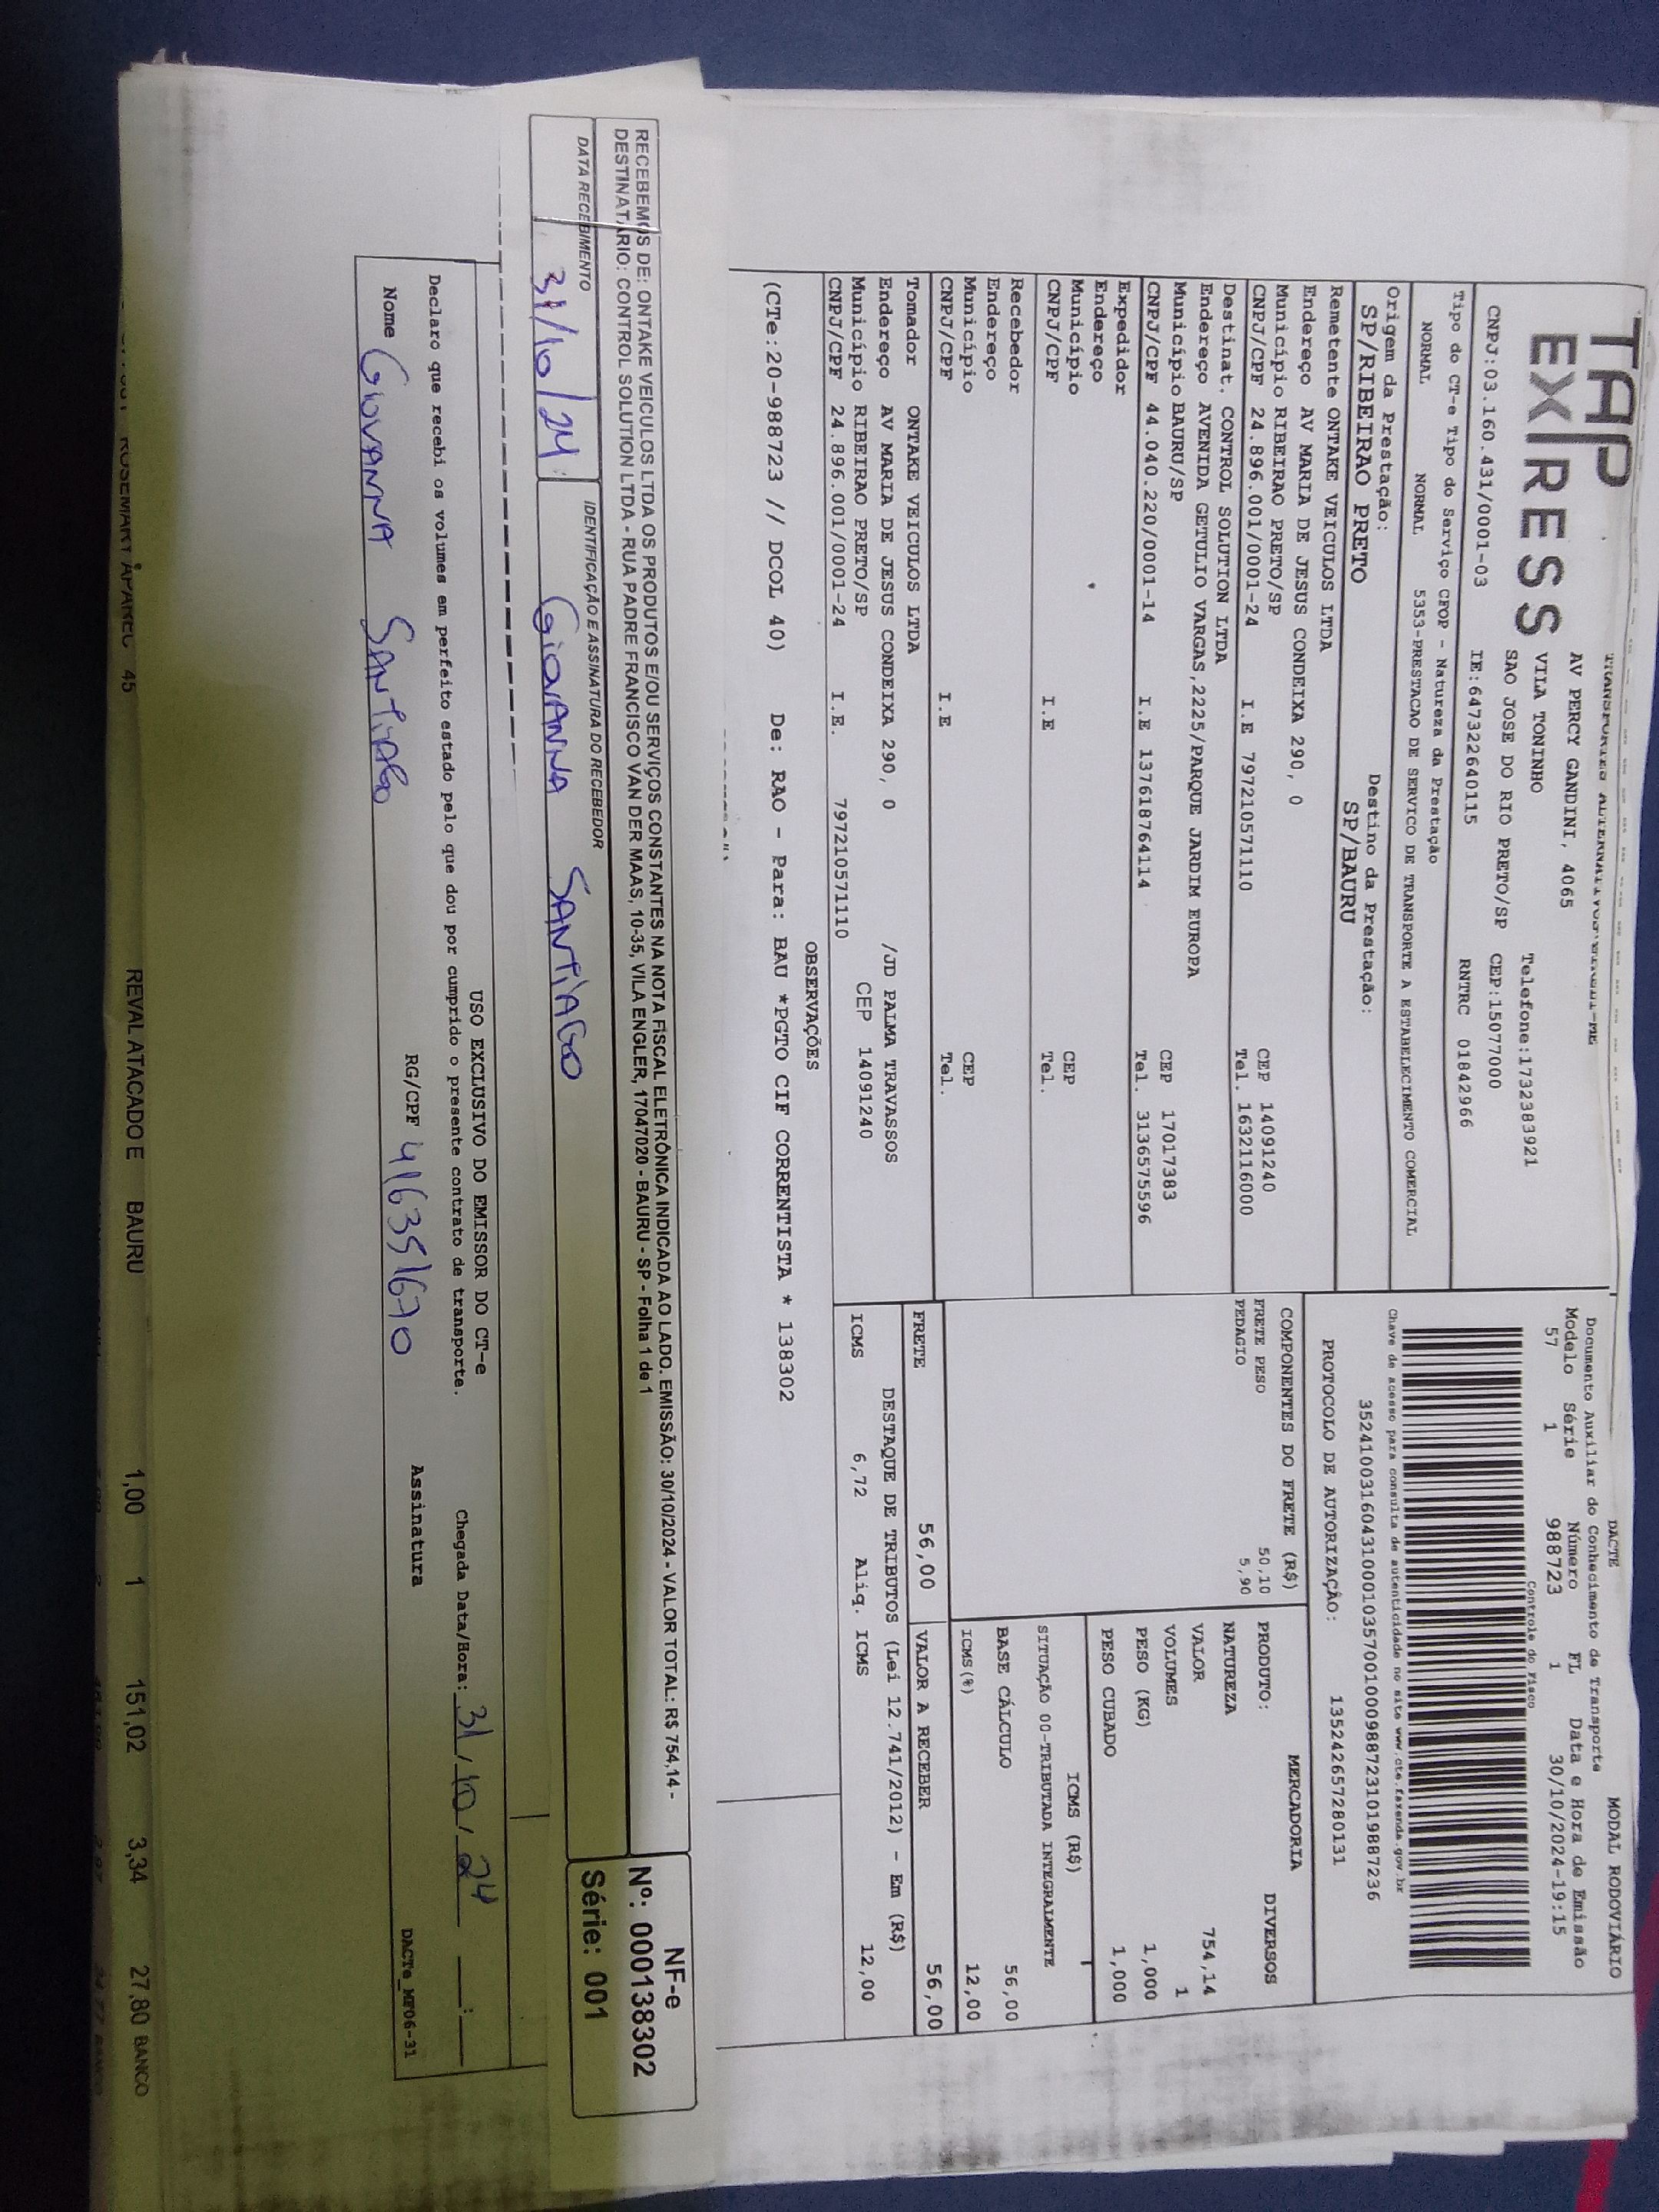 TAP
EXPRESS
AV PERCY GANDINI, 4065
VILA TONINHO
Telefone:1732383921
SAO JOSE DO RIO PRETO/SP CEP:15077000
CNPJ:03.160.431/0001-03 IE:647322640115 RNTRC 01842966
Tipo do CT-e Tipo do Serviço CFOP - Natureza da Prestação
NORMAL NORMAL 5353-PRESTACAO DE SERVICO DE TRANSPORTE A ESTABELECIMENTO COMERCIAL
Origem da Prestação: Destino da Prestação:
SP/RIBEIRAO PRETO SP/BAURU
DACTE MODAL RODOVIÁRIO
Documento Auxiliar do Conhecimento de Transporte
Modelo Série Número FL Data e Hora de Emissão
57 1 988723 1 30/10/2024-19:15
Controle do Fisco
Chave de acesso para consulta de autenticidade no site www.cte.fazenda.gov.br
35241003160431000103570010009887231019887236
PROTOCOLO DE AUTORIZAÇÃO: 135242657280131
Remetente ONTAKE VEICULOS LTDA
Endereço AV MARIA DE JESUS CONDEIXA 290, 0
Município RIBEIRAO PRETO/SP CEP 14091240
CNPJ/CPF 24.896.001/0001-24 I.E 797210571110 Tel. 1632116000
Destinat. CONTROL SOLUTION LTDA
Endereço AVENIDA GETULIO VARGAS,2225/PARQUE JARDIM EUROPA
Município BAURU/SP CEP 17017383
CNPJ/CPF 44.040.220/0001-14 I.E 137618764114 Tel. 3136575596
Expedidor
Endereço
Município CEP
CNPJ/CPF I.E Tel.
Recebedor
Endereço
Município CEP
CNPJ/CPF I.E Tel.
Tomador ONTAKE VEICULOS LTDA
Endereço AV MARIA DE JESUS CONDEIXA 290, 0 /JD PALMA TRAVASSOS
Município RIBEIRAO PRETO/SP CEP 14091240
CNPJ/CPF 24.896.001/0001-24 I.E. 797210571110
COMPONENTES DO FRETE (R$)
FRETE PESO 50,10
PEDAGIO 5,90
MERCADORIA
PRODUTO: DIVERSOS
NATUREZA
VALOR 754,14
VOLUMES 1
PESO (KG) 1,000
PESO CUBADO 1,000
ICMS (R$)
SITUAÇÃO 00-TRIBUTADA INTEGRALMENTE
BASE CÁLCULO 56,00
ICMS(%) 12,00
FRETE 56,00 VALOR A RECEBER 56,00
DESTAQUE DE TRIBUTOS (Lei 12.741/2012) - Em (R$)
ICMS 6,72 Aliq. ICMS 12,00
OBSERVAÇÕES
(CTe:20-988723 // DCOL 40) De: RAO - Para: BAU *PGTO CIF CORRENTISTA * 138302
RECEBEMOS DE: ONTAKE VEICULOS LTDA OS PRODUTOS E/OU SERVIÇOS CONSTANTES NA NOTA FISCAL ELETRÔNICA INDICADA AO LADO. EMISSÃO: 30/10/2024 - VALOR TOTAL: R$ 754,14 -
DESTINATÁRIO: CONTROL SOLUTION LTDA - RUA PADRE FRANCISCO VAN DER MAAS, 10-35, VILA ENGLER, 17047020 - BAURU - SP - Folha 1 de 1
DATA RECEBIMENTO IDENTIFICAÇÃO E ASSINATURA DO RECEBEDOR
31/10/24 GIOVANNA SANTIAGO
NF-e
Nº: 000138302
Série: 001
USO EXCLUSIVO DO EMISSOR DO CT-e
Declaro que recebi os volumes em perfeito estado pelo que dou por cumprido o presente contrato de transporte. Chegada Data/Hora: 31/10/24 __:__
Nome GIOVANNA SANTIAGO RG/CPF 416351670 Assinatura
DACTe_MF06-31
45 REVAL ATACADO E BAURU 1,00 1 151,02 3,34 27,80 BANCO